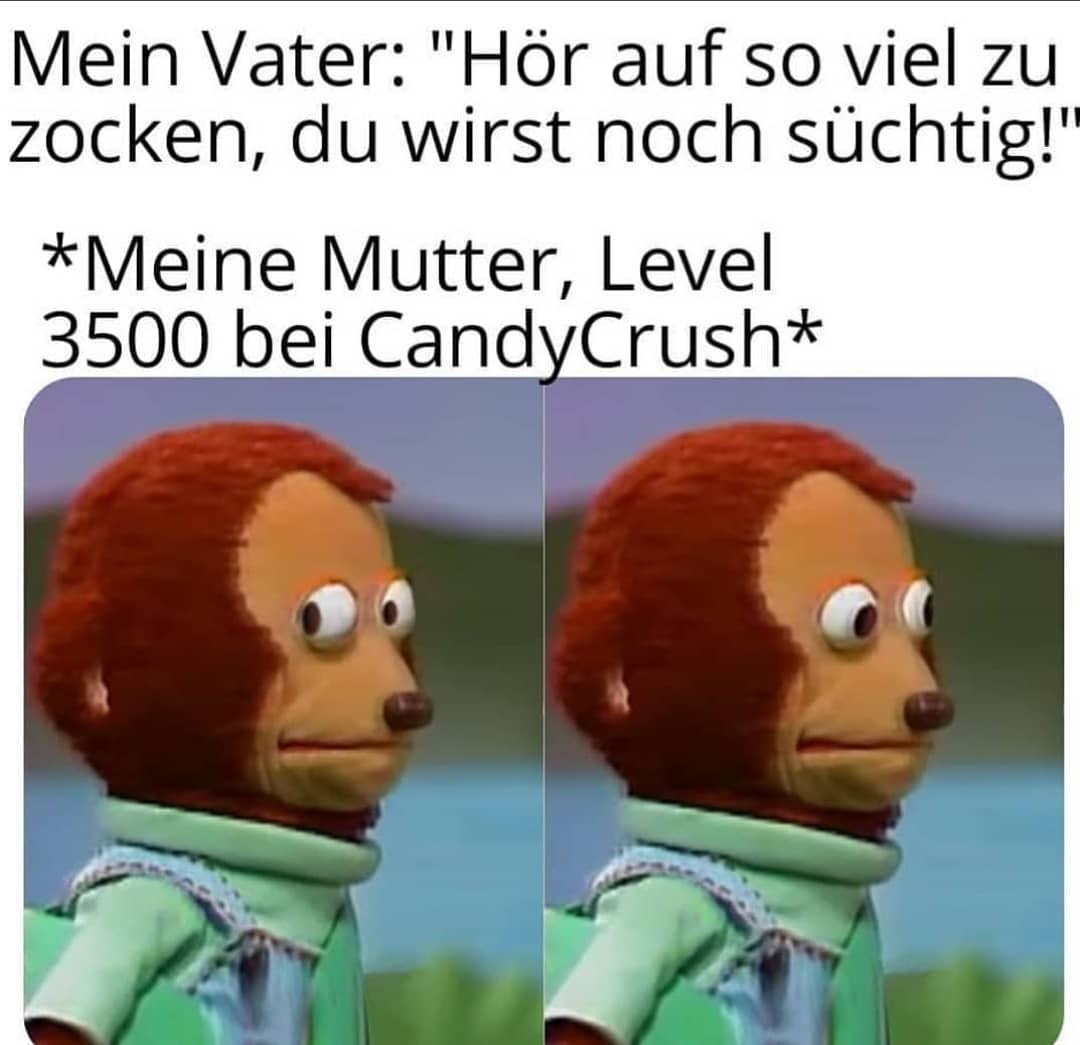 Mein Vater: "Hör auf so viel zu
zocken, du wirst noch süchtig!"
*Meine Mutter, Level
3500 bei CandyCrush*